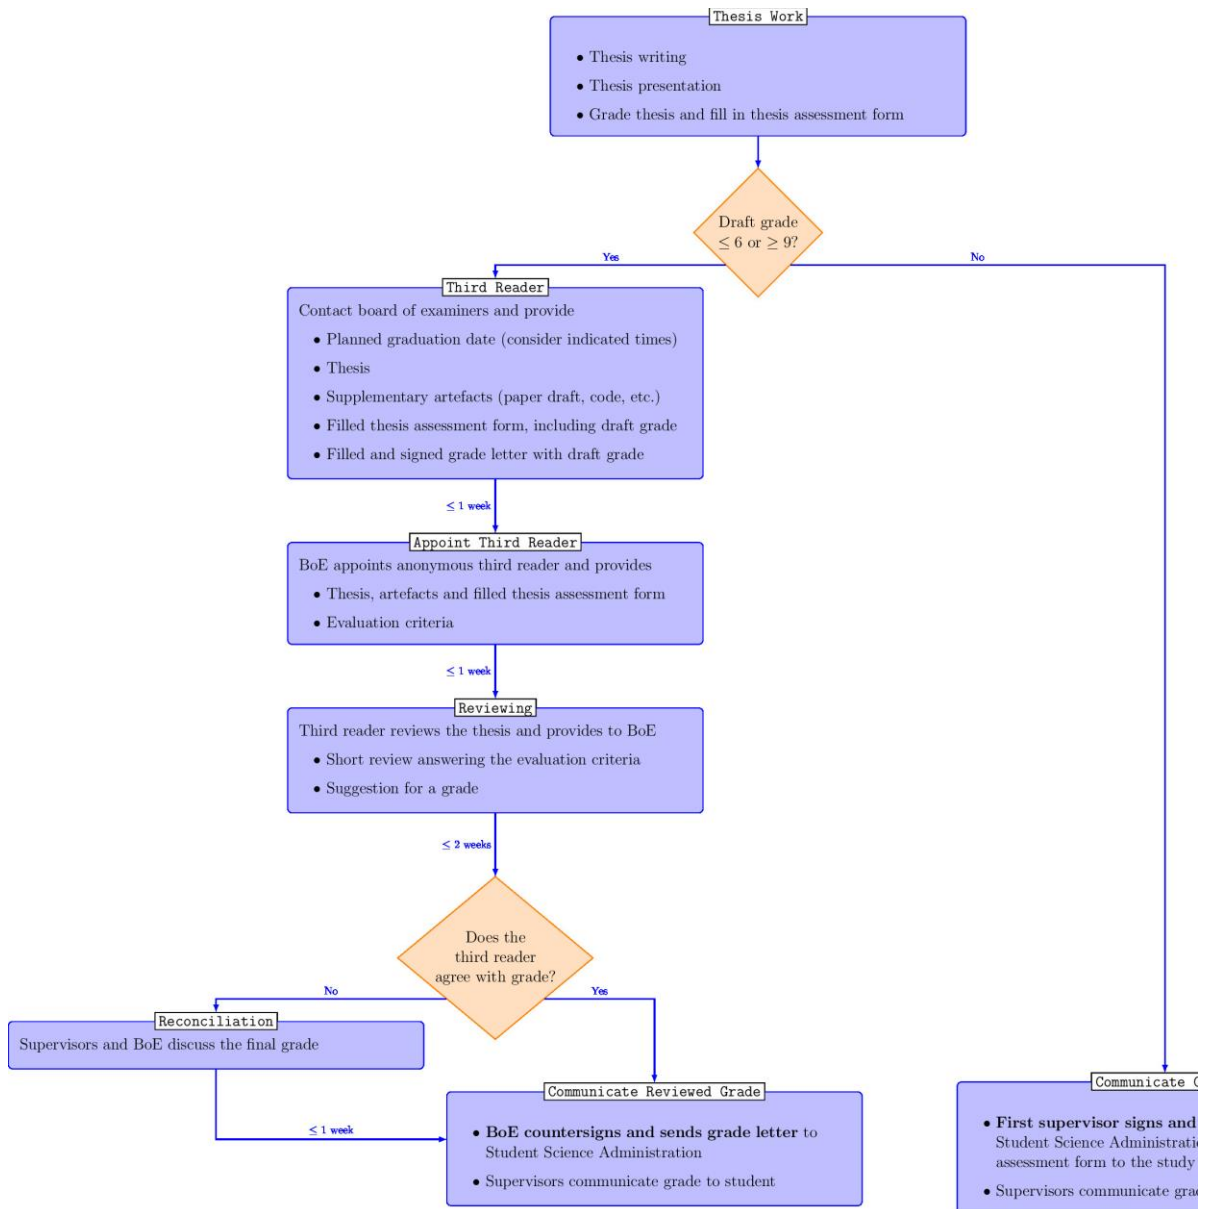 Thesis Work
• Thesis writing
• Thesis presentation
• Grade thesis and fill in thesis assessment form
Draft grade
≤ 6 or ≥ 9?
Yes
No
Third Reader
Contact board of examiners and provide
• Planned graduation date (consider indicated times)
• Thesis
• Supplementary artefacts (paper draft, code, etc.)
• Filled thesis assessment form, including draft grade
• Filled and signed grade letter with draft grade
≤ 1 week
Appoint Third Reader
BoE appoints anonymous third reader and provides
• Thesis, artefacts and filled thesis assessment form
• Evaluation criteria
≤ 1 week
Reviewing
Third reader reviews the thesis and provides to BoE
• Short review answering the evaluation criteria
• Suggestion for a grade
≤ 2 weeks
Does the
third reader
agree with grade?
No
Yes
Reconciliation
Supervisors and BoE discuss the final grade
≤ 1 week
Communicate Reviewed Grade
• BoE countersigns and sends grade letter to
Student Science Administration
• Supervisors communicate grade to student
Communicate
• First supervisor signs and
Student Science
assessment form to the study
• Supervisors communicate